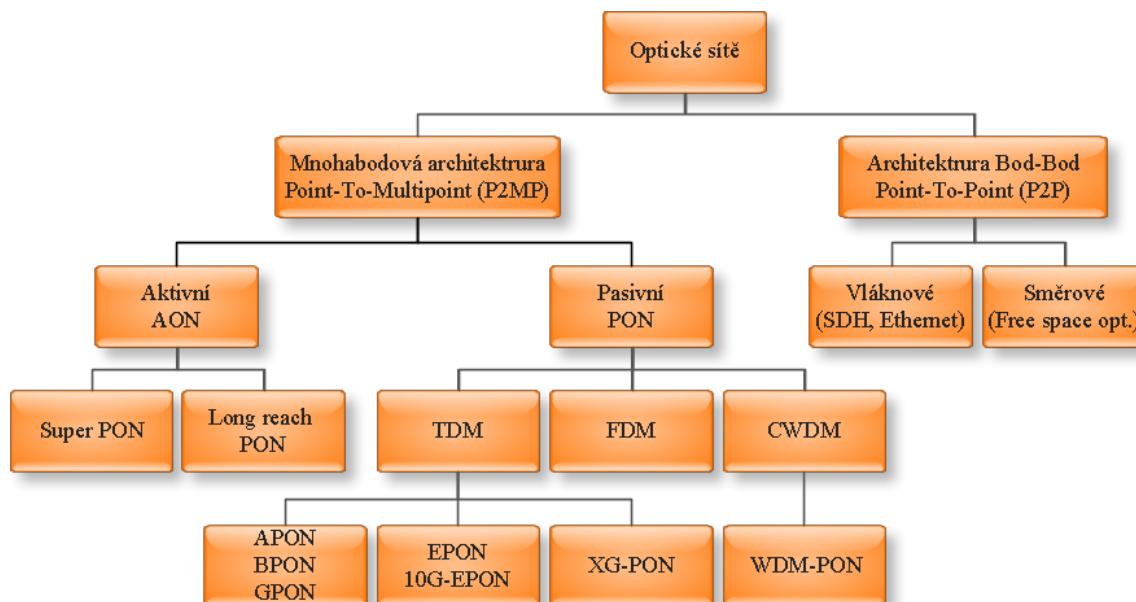 Optické sítě
Mnohabodová architektrura
Point-To-Multipoint (P2MP)
Architektrura Bod-Bod
Point-To-Point (P2P)
Aktivní
AON
Pasivní
PON
Vláknové
(SDH, Ethernet)
Směrové
(Free space opt.)
Super PON
Long reach
PON
TDM
FDM
CWDM
APON
BPON
GPON
EPON
10G-EPON
XG-PON
WDM-PON